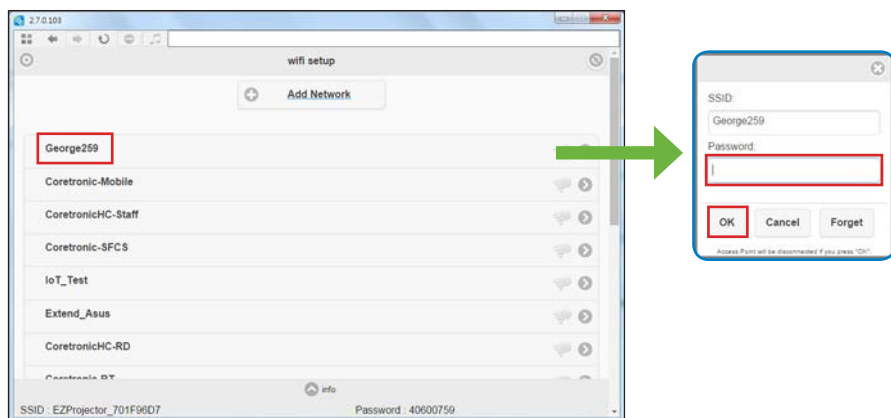 2.7.0.103
wifi setup
Add Network
George259
Coretronic-Mobile
CoretronicHC-Staff
Coretronic-SFCS
IoT_Test
Extend_Asus
CoretronicHC-RD
Coretronic-RT
info
SSID : EZProjector_701F96D7 Password : 40600759
SSID:
George259
Password:
OK Cancel Forget
Access Point will be disconnected if you press "OK".